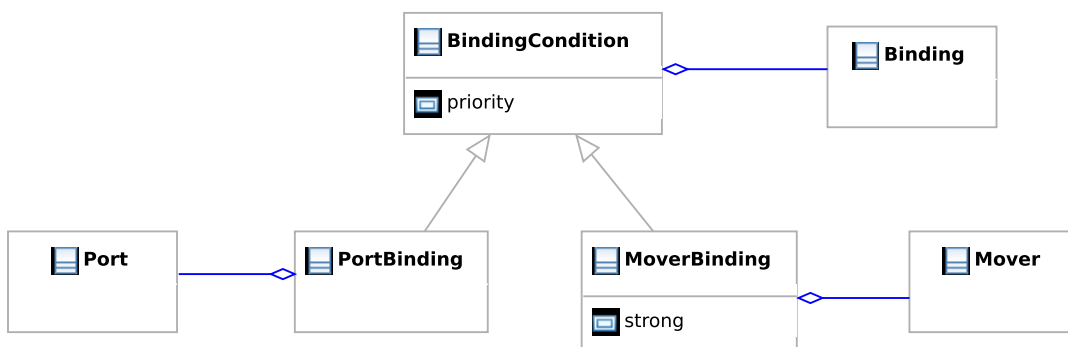 BindingCondition
Binding
priority
Port
PortBinding
MoverBinding
Mover
strong